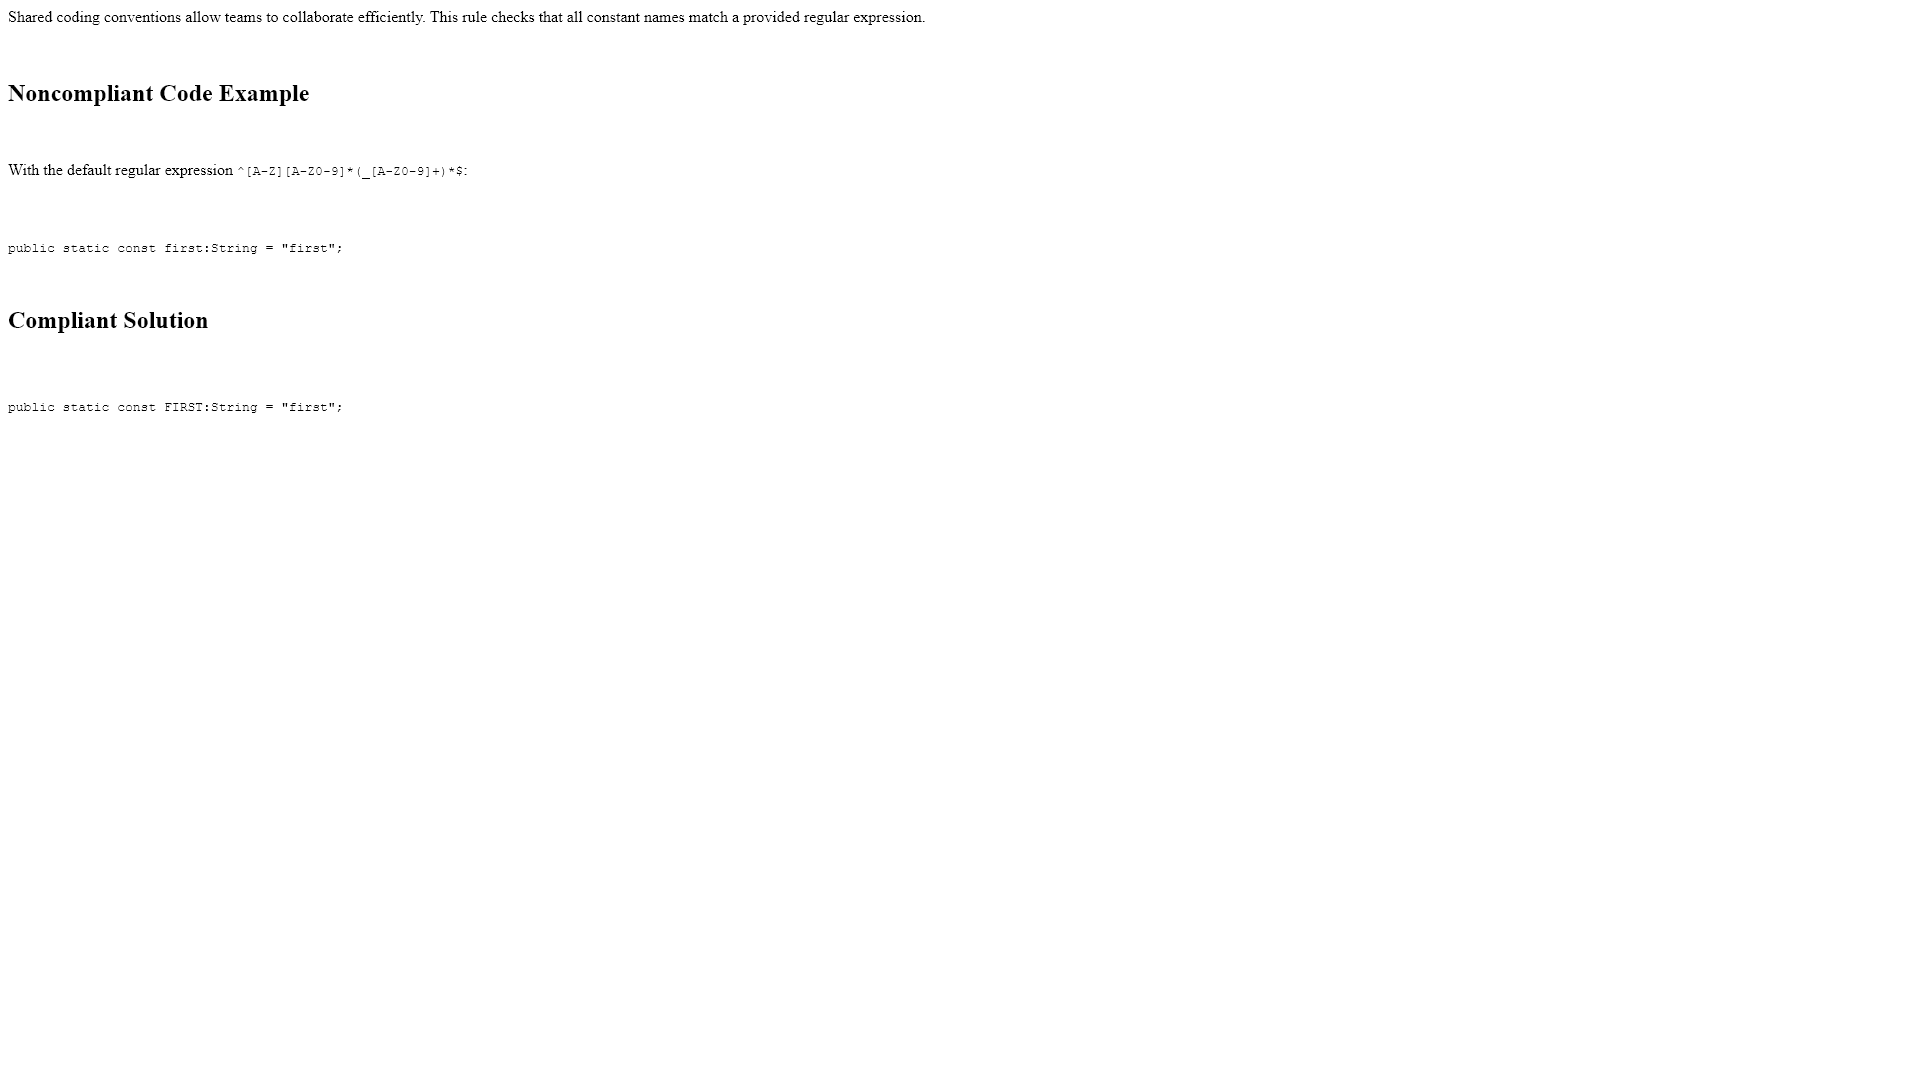 Shared coding conventions allow teams to collaborate efficiently. This rule checks that all constant names match a provided regular expression.
Noncompliant Code Example
With the default regular expression ^[A-Z][A-Z0-9]*(_[A-Z0-9]+)*$:
public static const first:String = "first";
Compliant Solution
public static const FIRST:String = "first";